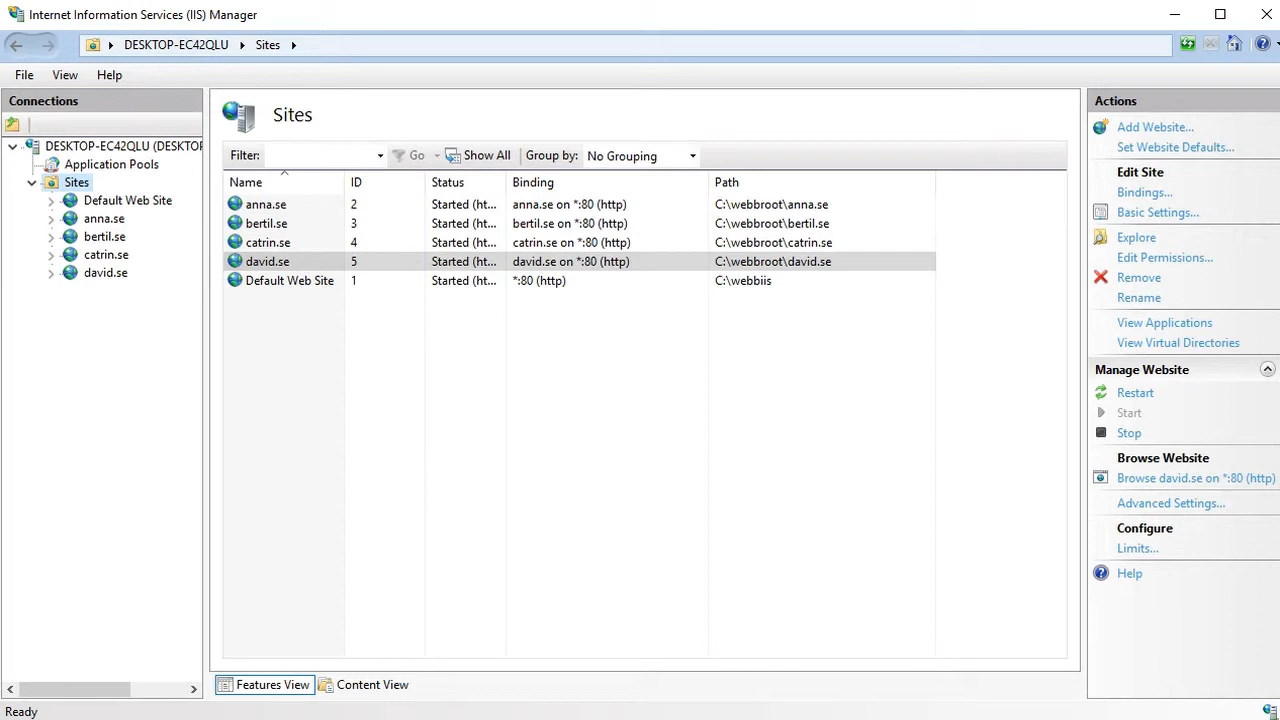 Internet Information Services (IIS) Manager
DESKTOP-EC42QLU Sites
File View Help
Connections
DESKTOP-EC42QLU (DESKTOP
Application Pools
Sites
Default Web Site
anna.se
bertil.se
catrin.se
david.se
Sites
Filter: Go Show All Group by: No Grouping
Name ID Status Binding Path
anna.se 2 Started (ht... anna.se on *:80 (http) C:\webbroot\anna.se
bertil.se 3 Started (ht... bertil.se on *:80 (http) C:\webbroot\bertil.se
catrin.se 4 Started (ht... catrin.se on *:80 (http) C:\webbroot\catrin.se
david.se 5 Started (ht... david.se on *:80 (http) C:\webbroot\david.se
Default Web Site 1 Started (ht... *:80 (http) C:\webbiis
Features View Content View
Actions
Add Website...
Set Website Defaults...
Edit Site
Bindings...
Basic Settings...
Explore
Edit Permissions...
Remove
Rename
View Applications
View Virtual Directories
Manage Website
Restart
Start
Stop
Browse Website
Browse david.se on *:80 (http)
Advanced Settings...
Configure
Limits...
Help
Ready